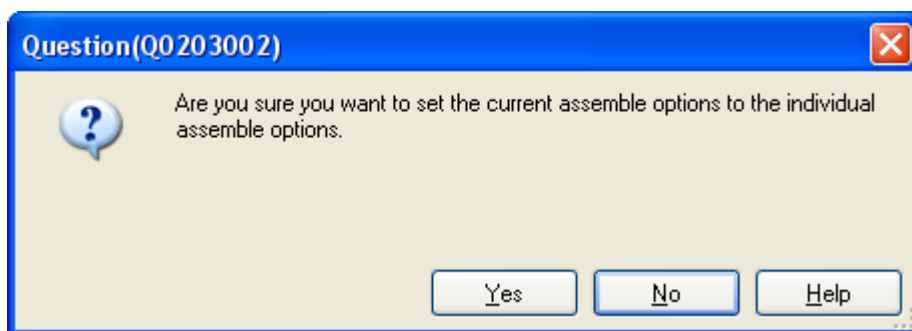 Question(Q0203002)
Are you sure you want to set the current assemble options to the individual
assemble options.
Yes
No
Help